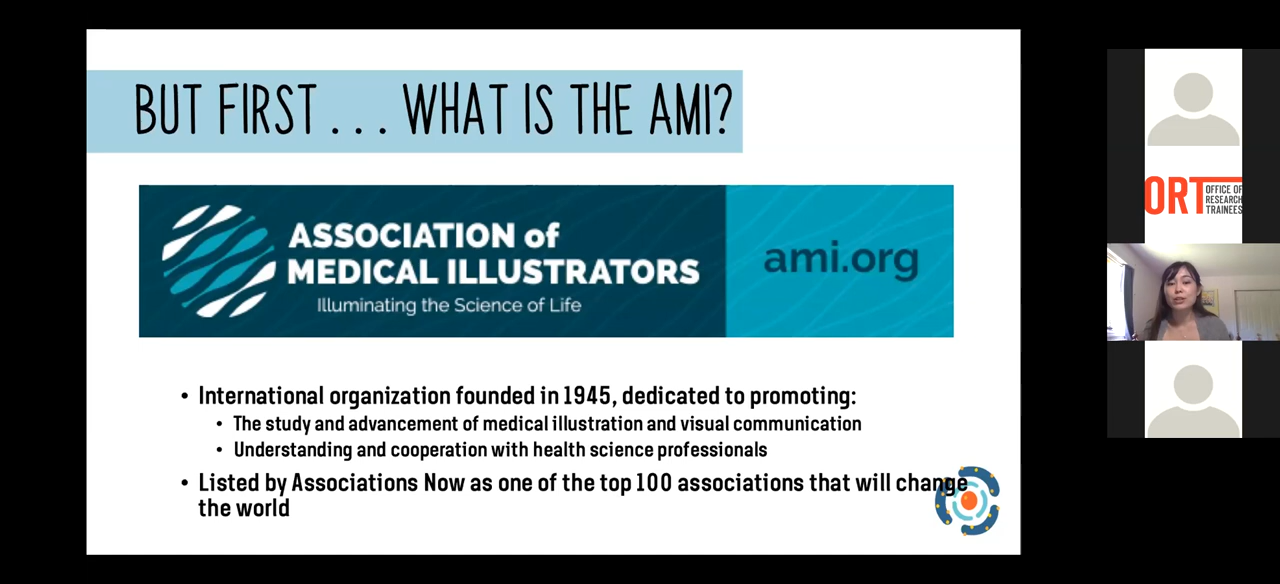 BUT FIRST . . . WHAT IS THE AMI?
ASSOCIATION of
MEDICAL ILLUSTRATORS
Illuminating the Science of Life
ami.org
• International organization founded in 1945, dedicated to promoting:
• The study and advancement of medical illustration and visual communication
• Understanding and cooperation with health science professionals
• Listed by Associations Now as one of the top 100 associations that will change
the world
ORT
OFFICE OF
RESEARCH
TRAINEES